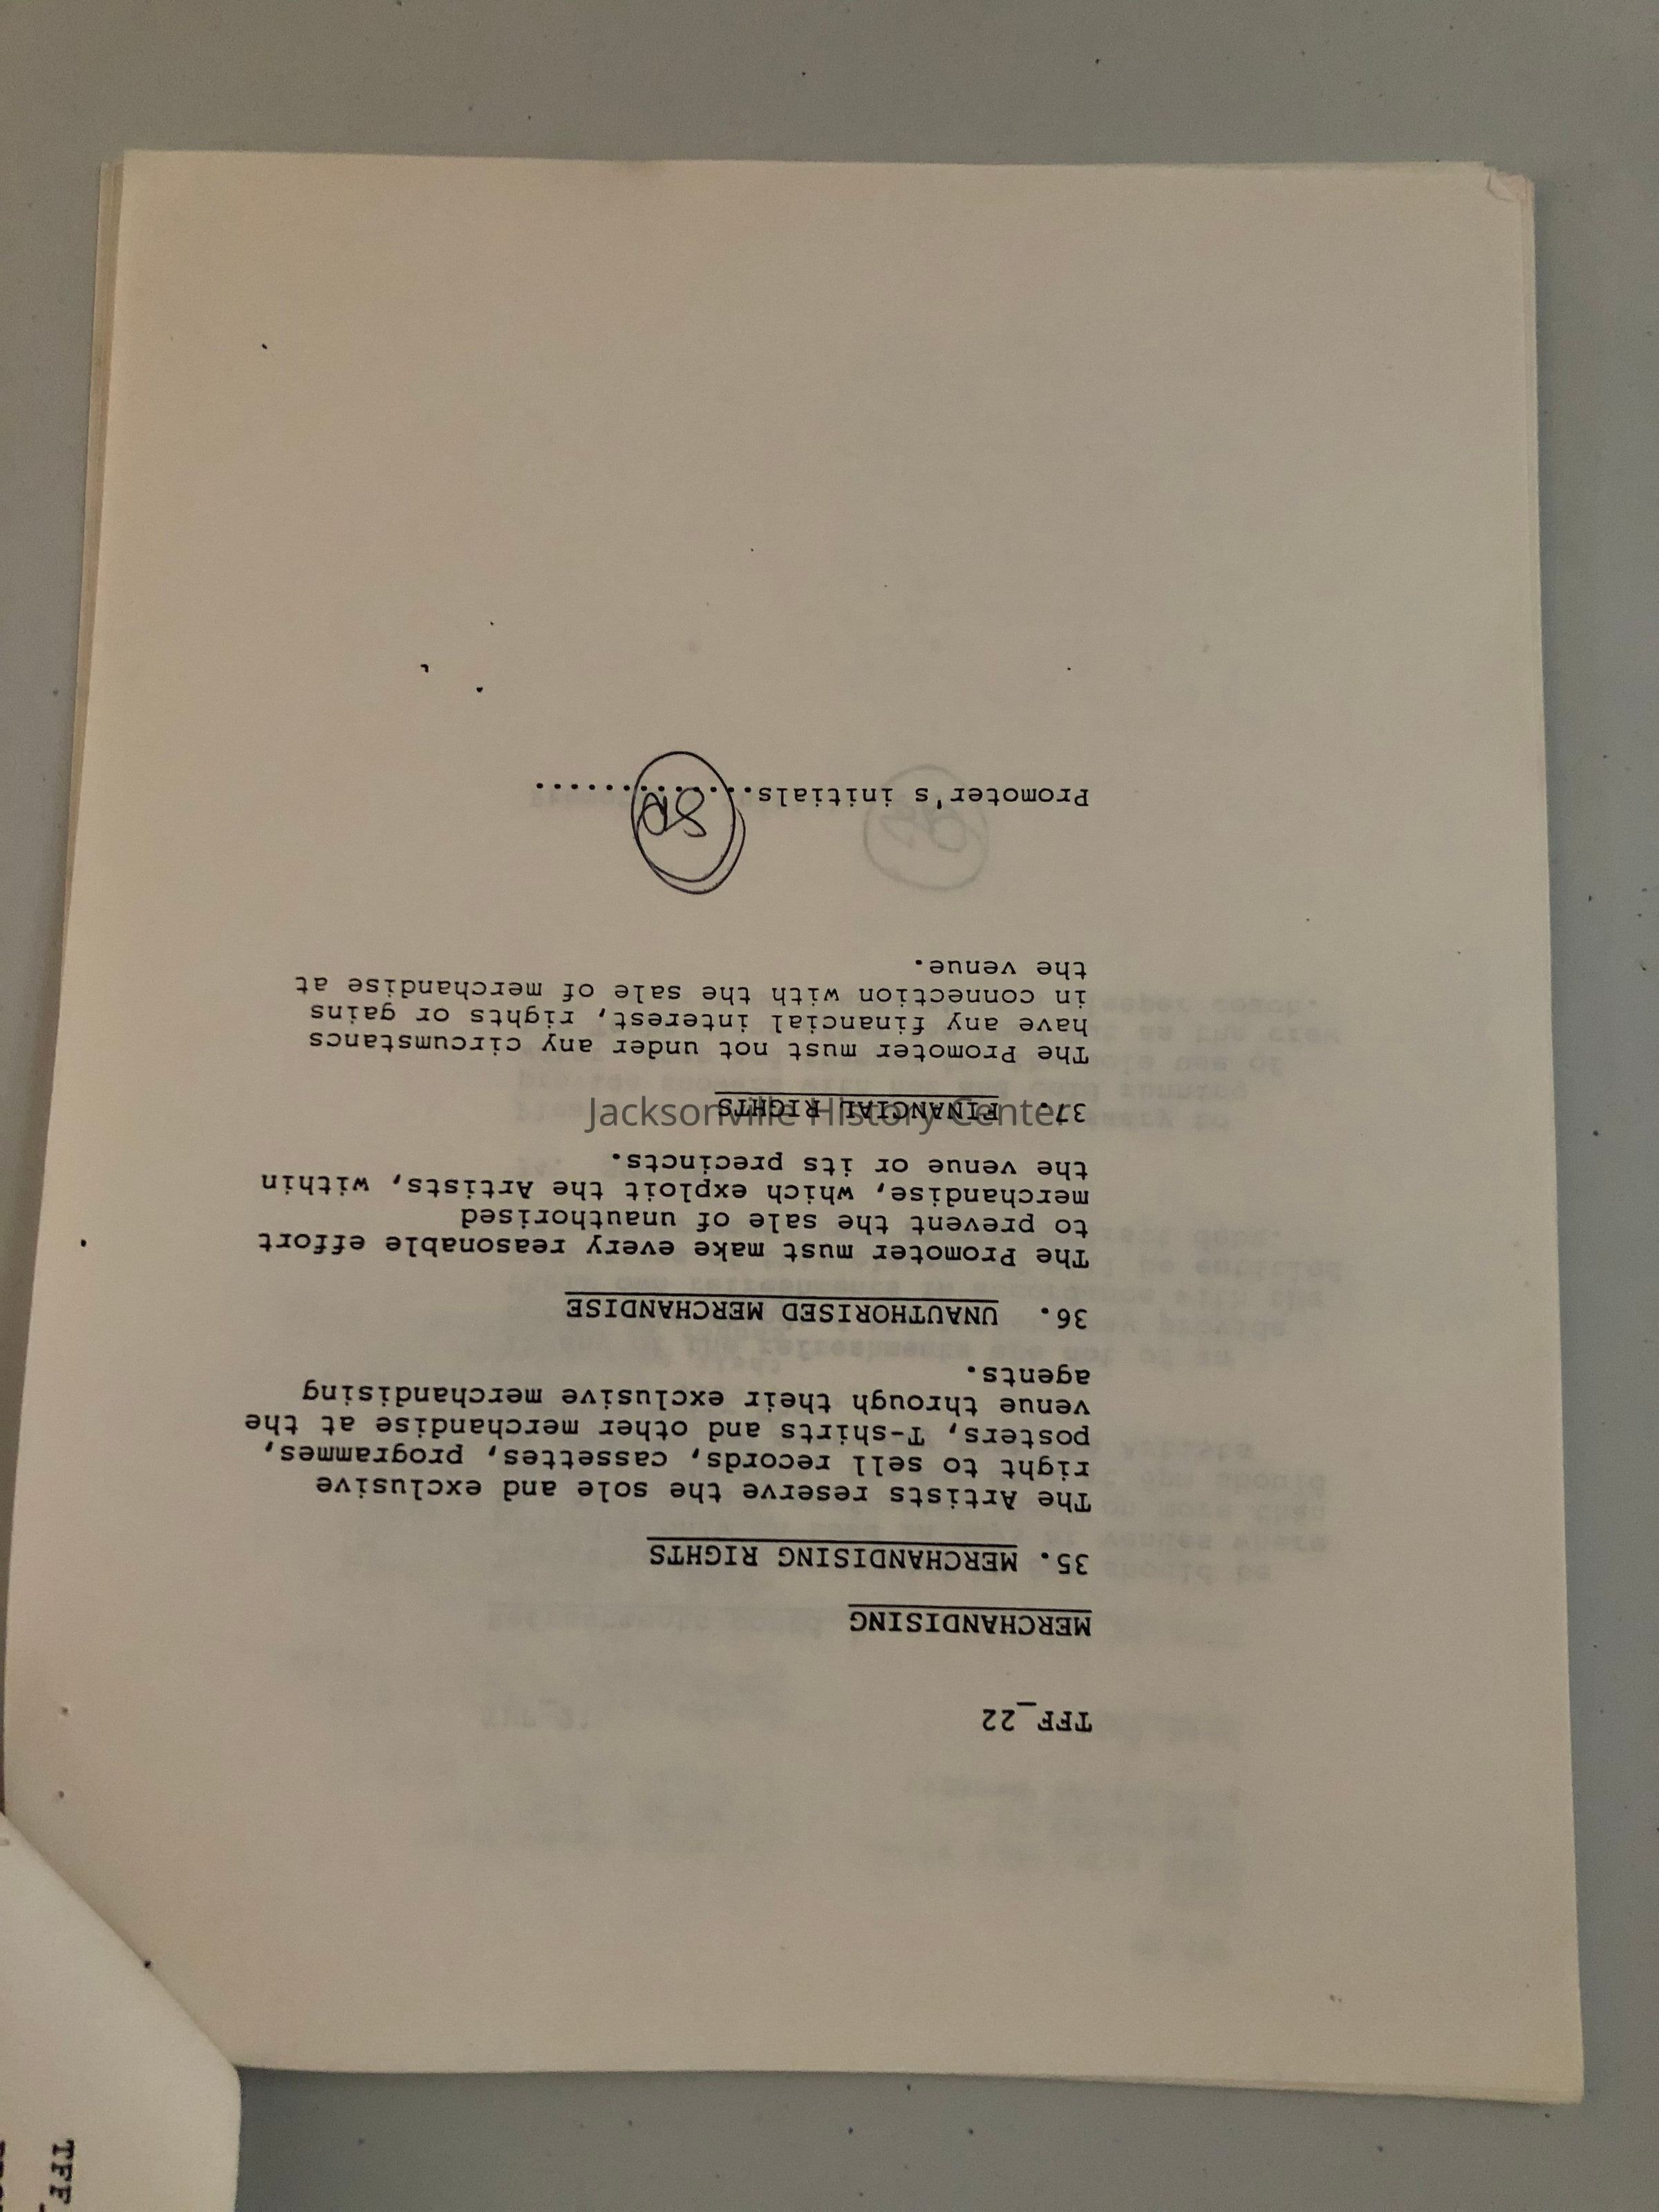 TFF_22
MERCHANDISING
35. MERCHANDISING RIGHTS
The Artists reserve the sole and exclusive
right to sell records, cassettes, programmes,
posters, T-shirts and other merchandise at the
venue through their exclusive merchandising
agents.
36. UNAUTHORISED MERCHANDISE
The Promoter must make every reasonable effort
to prevent the sale of unauthorised
merchandise, which exploit the Artists, within
the venue or its precincts.
37. FINANCIAL RIGHTS
The Promoter must not under any circumstancs
have any financial interest, rights or gains
in connection with the sale of merchandise at
the venue.
Promoter's initials..............
Jacksonville History Center
TFF_